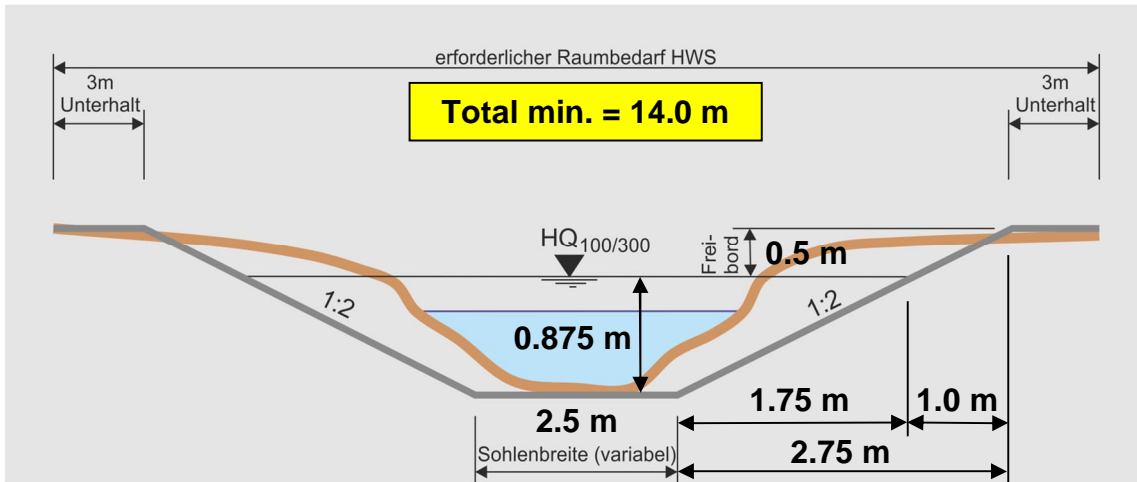 erforderlicher Raumbedarf HWS
3m
Unterhalt
3m
Unterhalt
Total min. = 14.0 m
HQ100/300
Frei-
bord
0.5 m
1:2
1:2
0.875 m
1.75 m
1.0 m
2.5 m
Sohlenbreite (variabel)
2.75 m